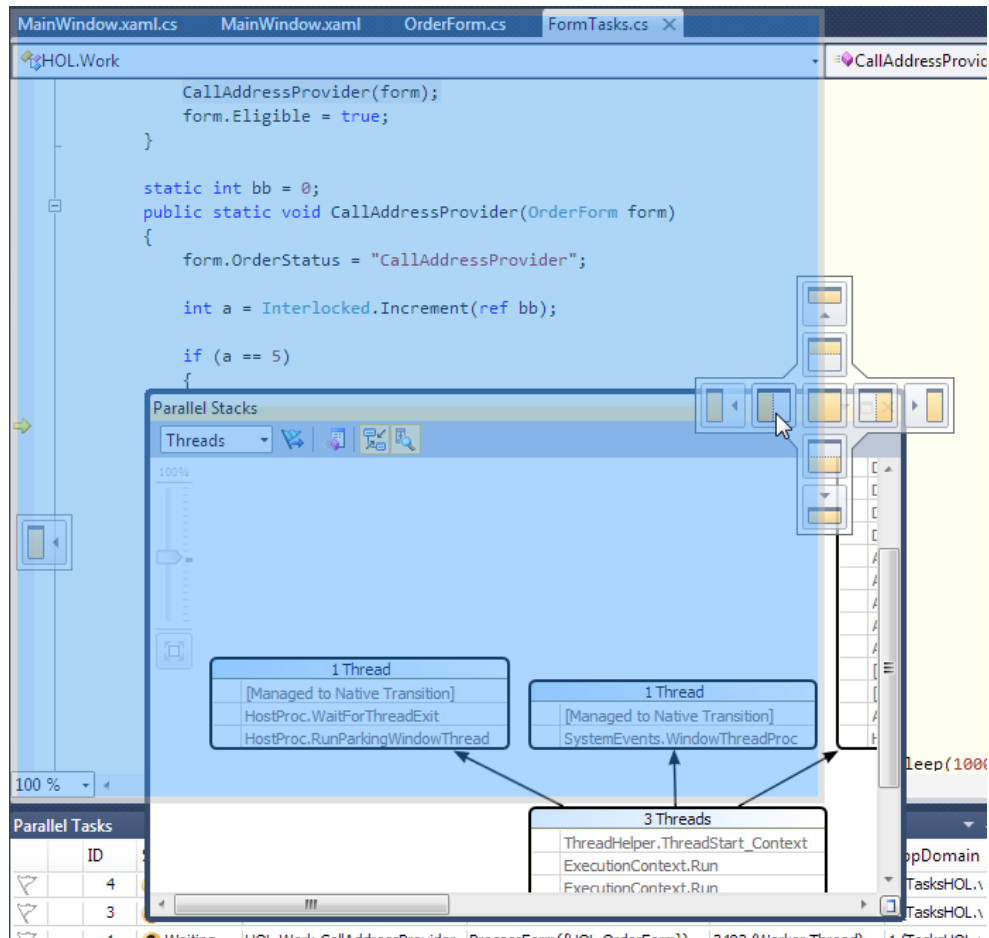 MainWindow.xaml.cs MainWindow.xaml OrderForm.cs FormTasks.cs
HOL.Work
CallAddressProvid
CallAddressProvider(form);
form.Eligible = true;
}
static int bb = 0;
public static void CallAddressProvider(OrderForm form)
{
form.OrderStatus = "CallAddressProvider";
int a = Interlocked.Increment(ref bb);
if (a == 5)
{
Parallel Stacks
Threads
100%
1 Thread
[Managed to Native Transition]
HostProc.WaitForThreadExit
HostProc.RunParkingWindowThread
1 Thread
[Managed to Native Transition]
SystemEvents.WindowThreadProc
leep(1000
100 %
3 Threads
ThreadHelper.ThreadStart_Context
ExecutionContext.Run
ExecutionContext.Run
Parallel Tasks
ID
ppDomain
4 TasksHOL.v
3 TasksHOL.v